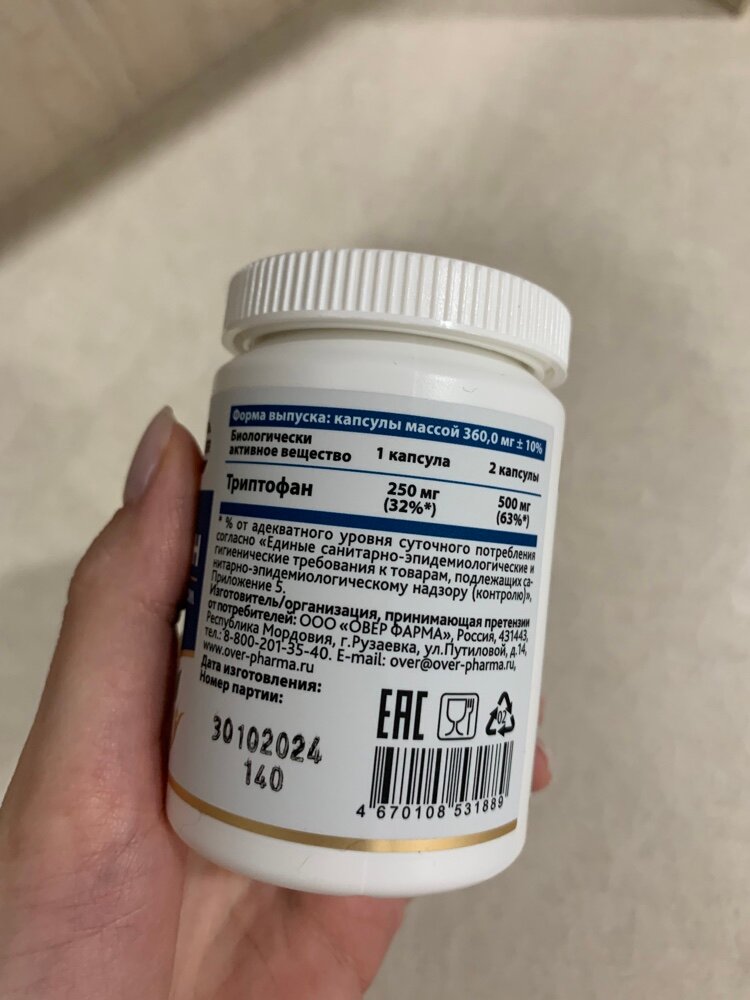 Форма выпуска: капсулы массой 360,0 мг ± 10%
Биологически активное вещество 1 капсула 2 капсулы
Триптофан 250 мг (32%*) 500 мг (63%*)
* % от адекватного уровня суточного потребления
согласно «Единые санитарно-эпидемиологические и
гигиенические требования к товарам, подлежащих са-
нитарно-эпидемиологическому надзору (контролю)»,
Приложение 5.
Изготовитель/организация, принимающая претензии
от потребителей: ООО «ОВЕР ФАРМА», Россия, 431443,
Республика Мордовия, г.Рузаевка, ул.Путиловой, д.14,
тел.: 8-800-201-35-40. E-mail: over@over-pharma.ru,
www.over-pharma.ru
Дата изготовления:
Номер партии:
30102024
140
EAC
02
4 670108 531889